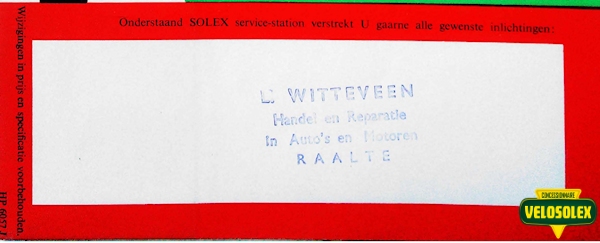 Onderstaand SOLEX service-station verstrekt U gaarne alle gewenste inlichtingen:
L. WITTEVEEN
Handel en Reparatie
in Auto's en Motoren
RAALTE
Wijzigingen in prijs en specificatie voorbehouden.
HP 6057 J
CONCESSIONNAIRE
VELOSOLEX